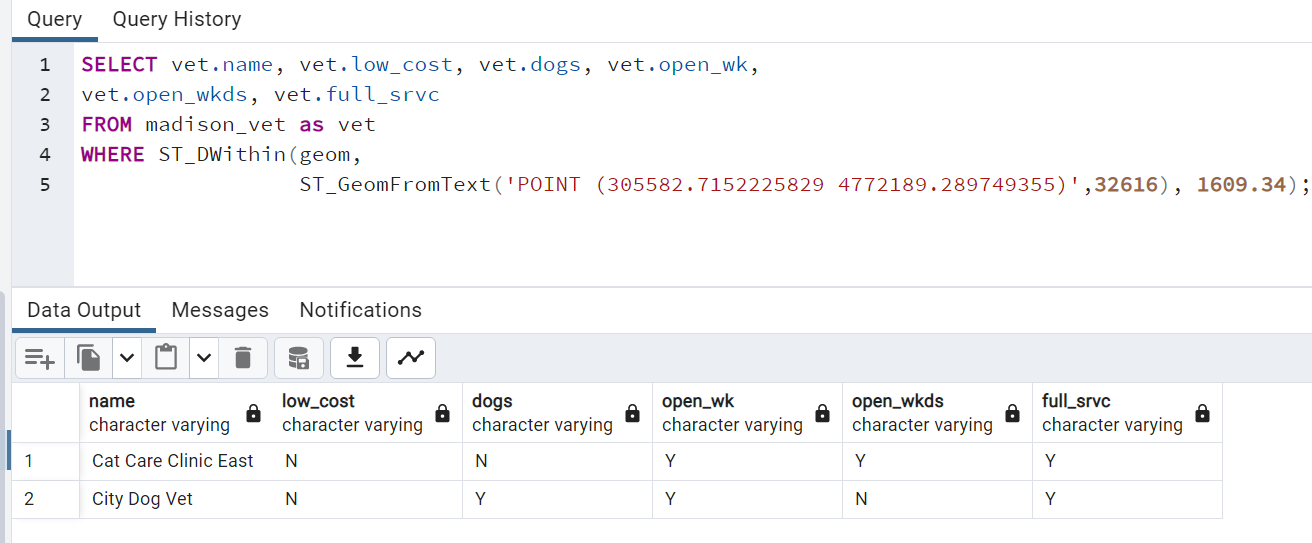 Query Query History
1 SELECT vet.name, vet.low_cost, vet.dogs, vet.open_wk,
2 vet.open_wkds, vet.full_srvc
3 FROM madison_vet as vet
4 WHERE ST_DWithin(geom,
5 ST_GeomFromText('POINT (305582.7152225829 4772189.289749355)',32616), 1609.34);
Data Output Messages Notifications
name low_cost dogs open_wk open_wkds full_srvc
character varying character varying character varying character varying character varying character varying
1 Cat Care Clinic East N N Y Y Y
2 City Dog Vet N Y Y N Y